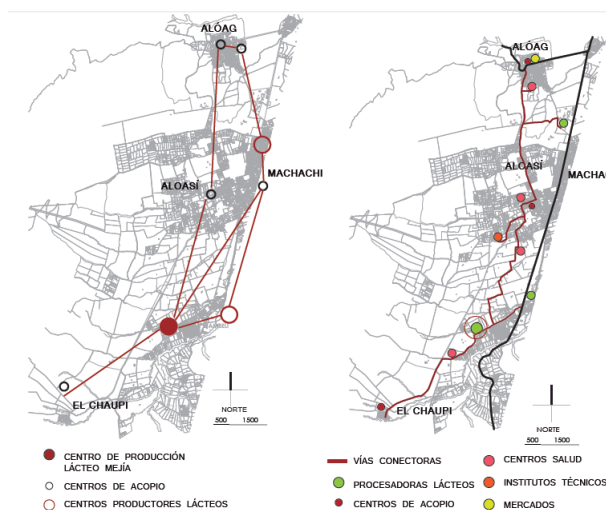 ALÓAG
ALOASÍ
MACHACHI
EL CHAUPI
NORTE
500 1500
CENTRO DE PRODUCCIÓN
LÁCTEO MEJÍA
CENTROS DE ACOPIO
CENTROS PRODUCTORES LÁCTEOS
ALÓAG
ALOASÍ
MACHAC
EL CHAUPI
NORTE
500 1500
VÍAS CONECTORAS
PROCESADORAS LÁCTEOS
CENTROS DE ACOPIO
CENTROS SALUD
INSTITUTOS TÉCNICOS
MERCADOS